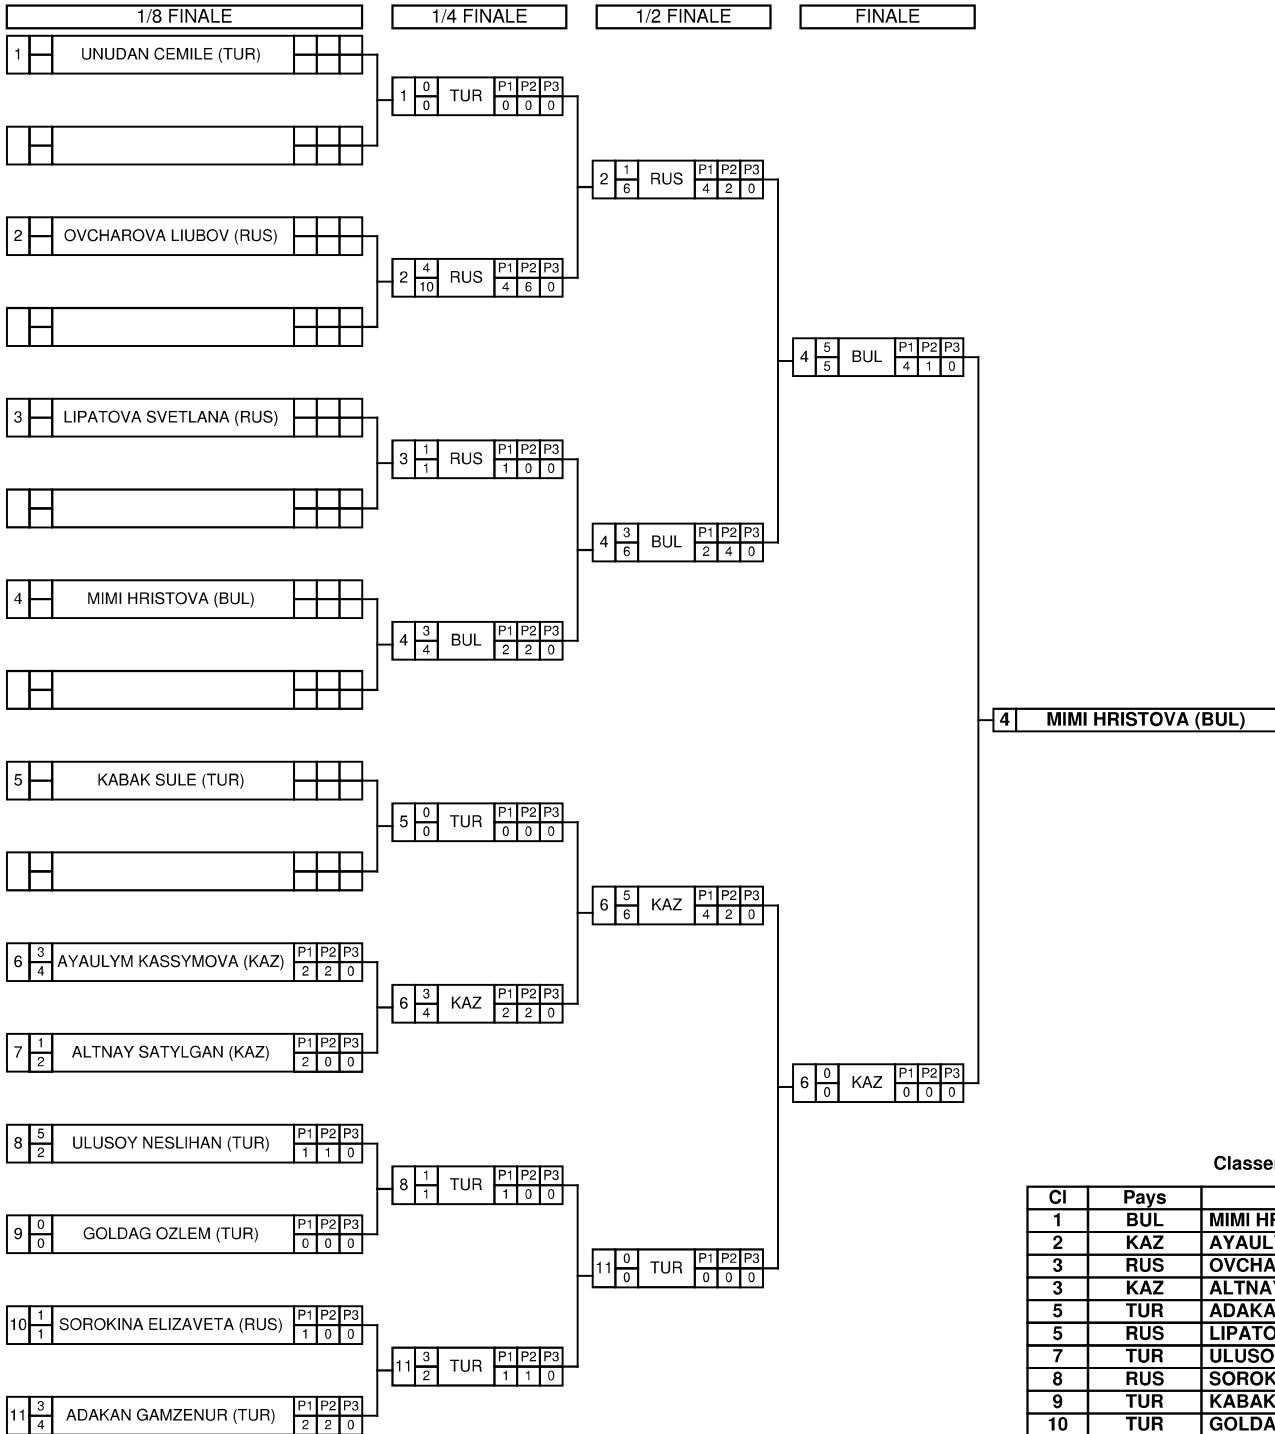 1/8 FINALE 1/4 FINALE 1/2 FINALE FINALE
1 UNUDAN CEMILE (TUR)
1 0 0 TUR P1 P2 P3 0 0 0
2 1 6 RUS P1 P2 P3 4 2 0
2 OVCHAROVA LIUBOV (RUS)
2 4 10 RUS P1 P2 P3 4 6 0
4 5 5 BUL P1 P2 P3 4 1 0
3 LIPATOVA SVETLANA (RUS)
3 1 1 RUS P1 P2 P3 1 0 0
4 3 6 BUL P1 P2 P3 2 4 0
4 MIMI HRISTOVA (BUL)
4 3 4 BUL P1 P2 P3 2 2 0
4 MIMI HRISTOVA (BUL)
5 KABAK SULE (TUR)
5 0 0 TUR P1 P2 P3 0 0 0
6 5 6 KAZ P1 P2 P3 4 2 0
6 3 4 AYAULYM KASSYMOVA (KAZ) P1 P2 P3 2 2 0
6 3 4 KAZ P1 P2 P3 2 2 0
7 1 2 ALTNAY SATYLGAN (KAZ) P1 P2 P3 2 0 0
6 0 0 KAZ P1 P2 P3 0 0 0
8 5 2 ULUSOY NESLIHAN (TUR) P1 P2 P3 1 1 0
8 1 1 TUR P1 P2 P3 1 0 0
9 0 0 GOLDAG OZLEM (TUR) P1 P2 P3 0 0 0
11 0 0 TUR P1 P2 P3 0 0 0
10 1 1 SOROKINA ELIZAVETA (RUS) P1 P2 P3 1 0 0
11 3 2 TUR P1 P2 P3 1 1 0
11 3 4 ADAKAN GAMZENUR (TUR) P1 P2 P3 2 2 0
Classe
Cl Pays
1 BUL MIMI H
2 KAZ AYAUL
3 RUS OVCHA
3 KAZ ALTNA
5 TUR ADAKA
5 RUS LIPATO
7 TUR ULUSO
8 RUS SOROK
9 TUR KABAK
10 TUR GOLDA